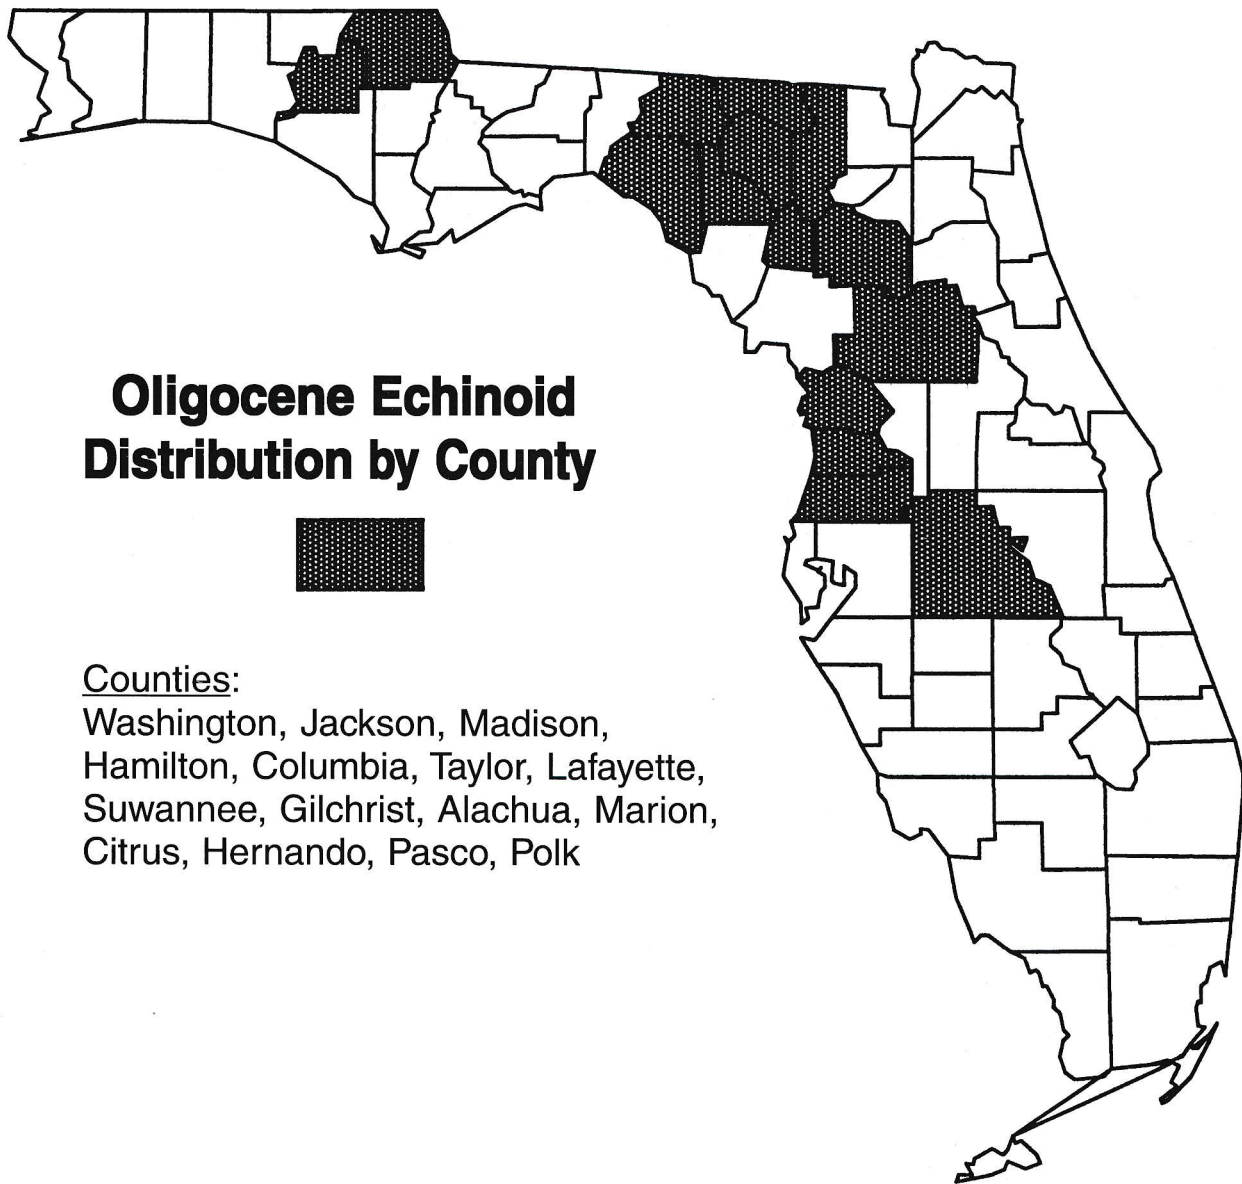 Oligocene Echinoid
Distribution by County
Counties:
Washington, Jackson, Madison,
Hamilton, Columbia, Taylor, Lafayette,
Suwannee, Gilchrist, Alachua, Marion,
Citrus, Hernando, Pasco, Polk